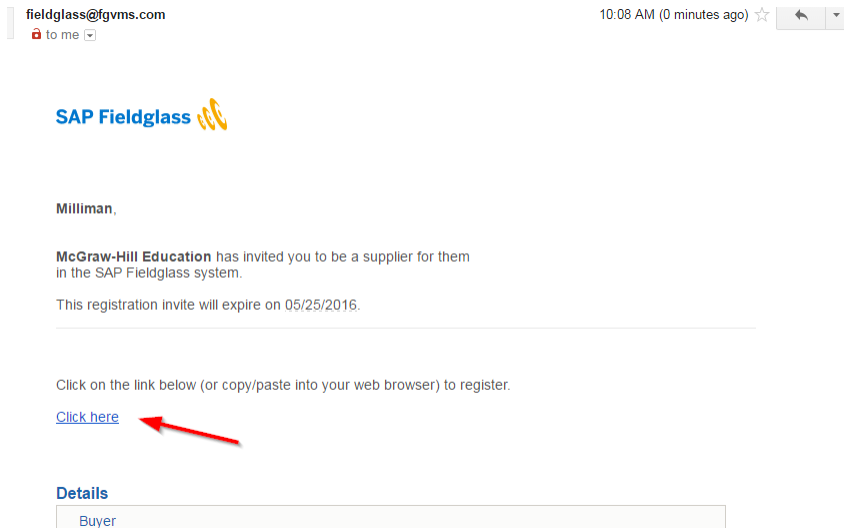 fieldglass@fgvms.com
10:08 AM (0 minutes ago)
to me
SAP Fieldglass
Milliman,
McGraw-Hill Education has invited you to be a supplier for them
in the SAP Fieldglass system.
This registration invite will expire on 05/25/2016.
Click on the link below (or copy/paste into your web browser) to register.
Click here
Details
Buyer